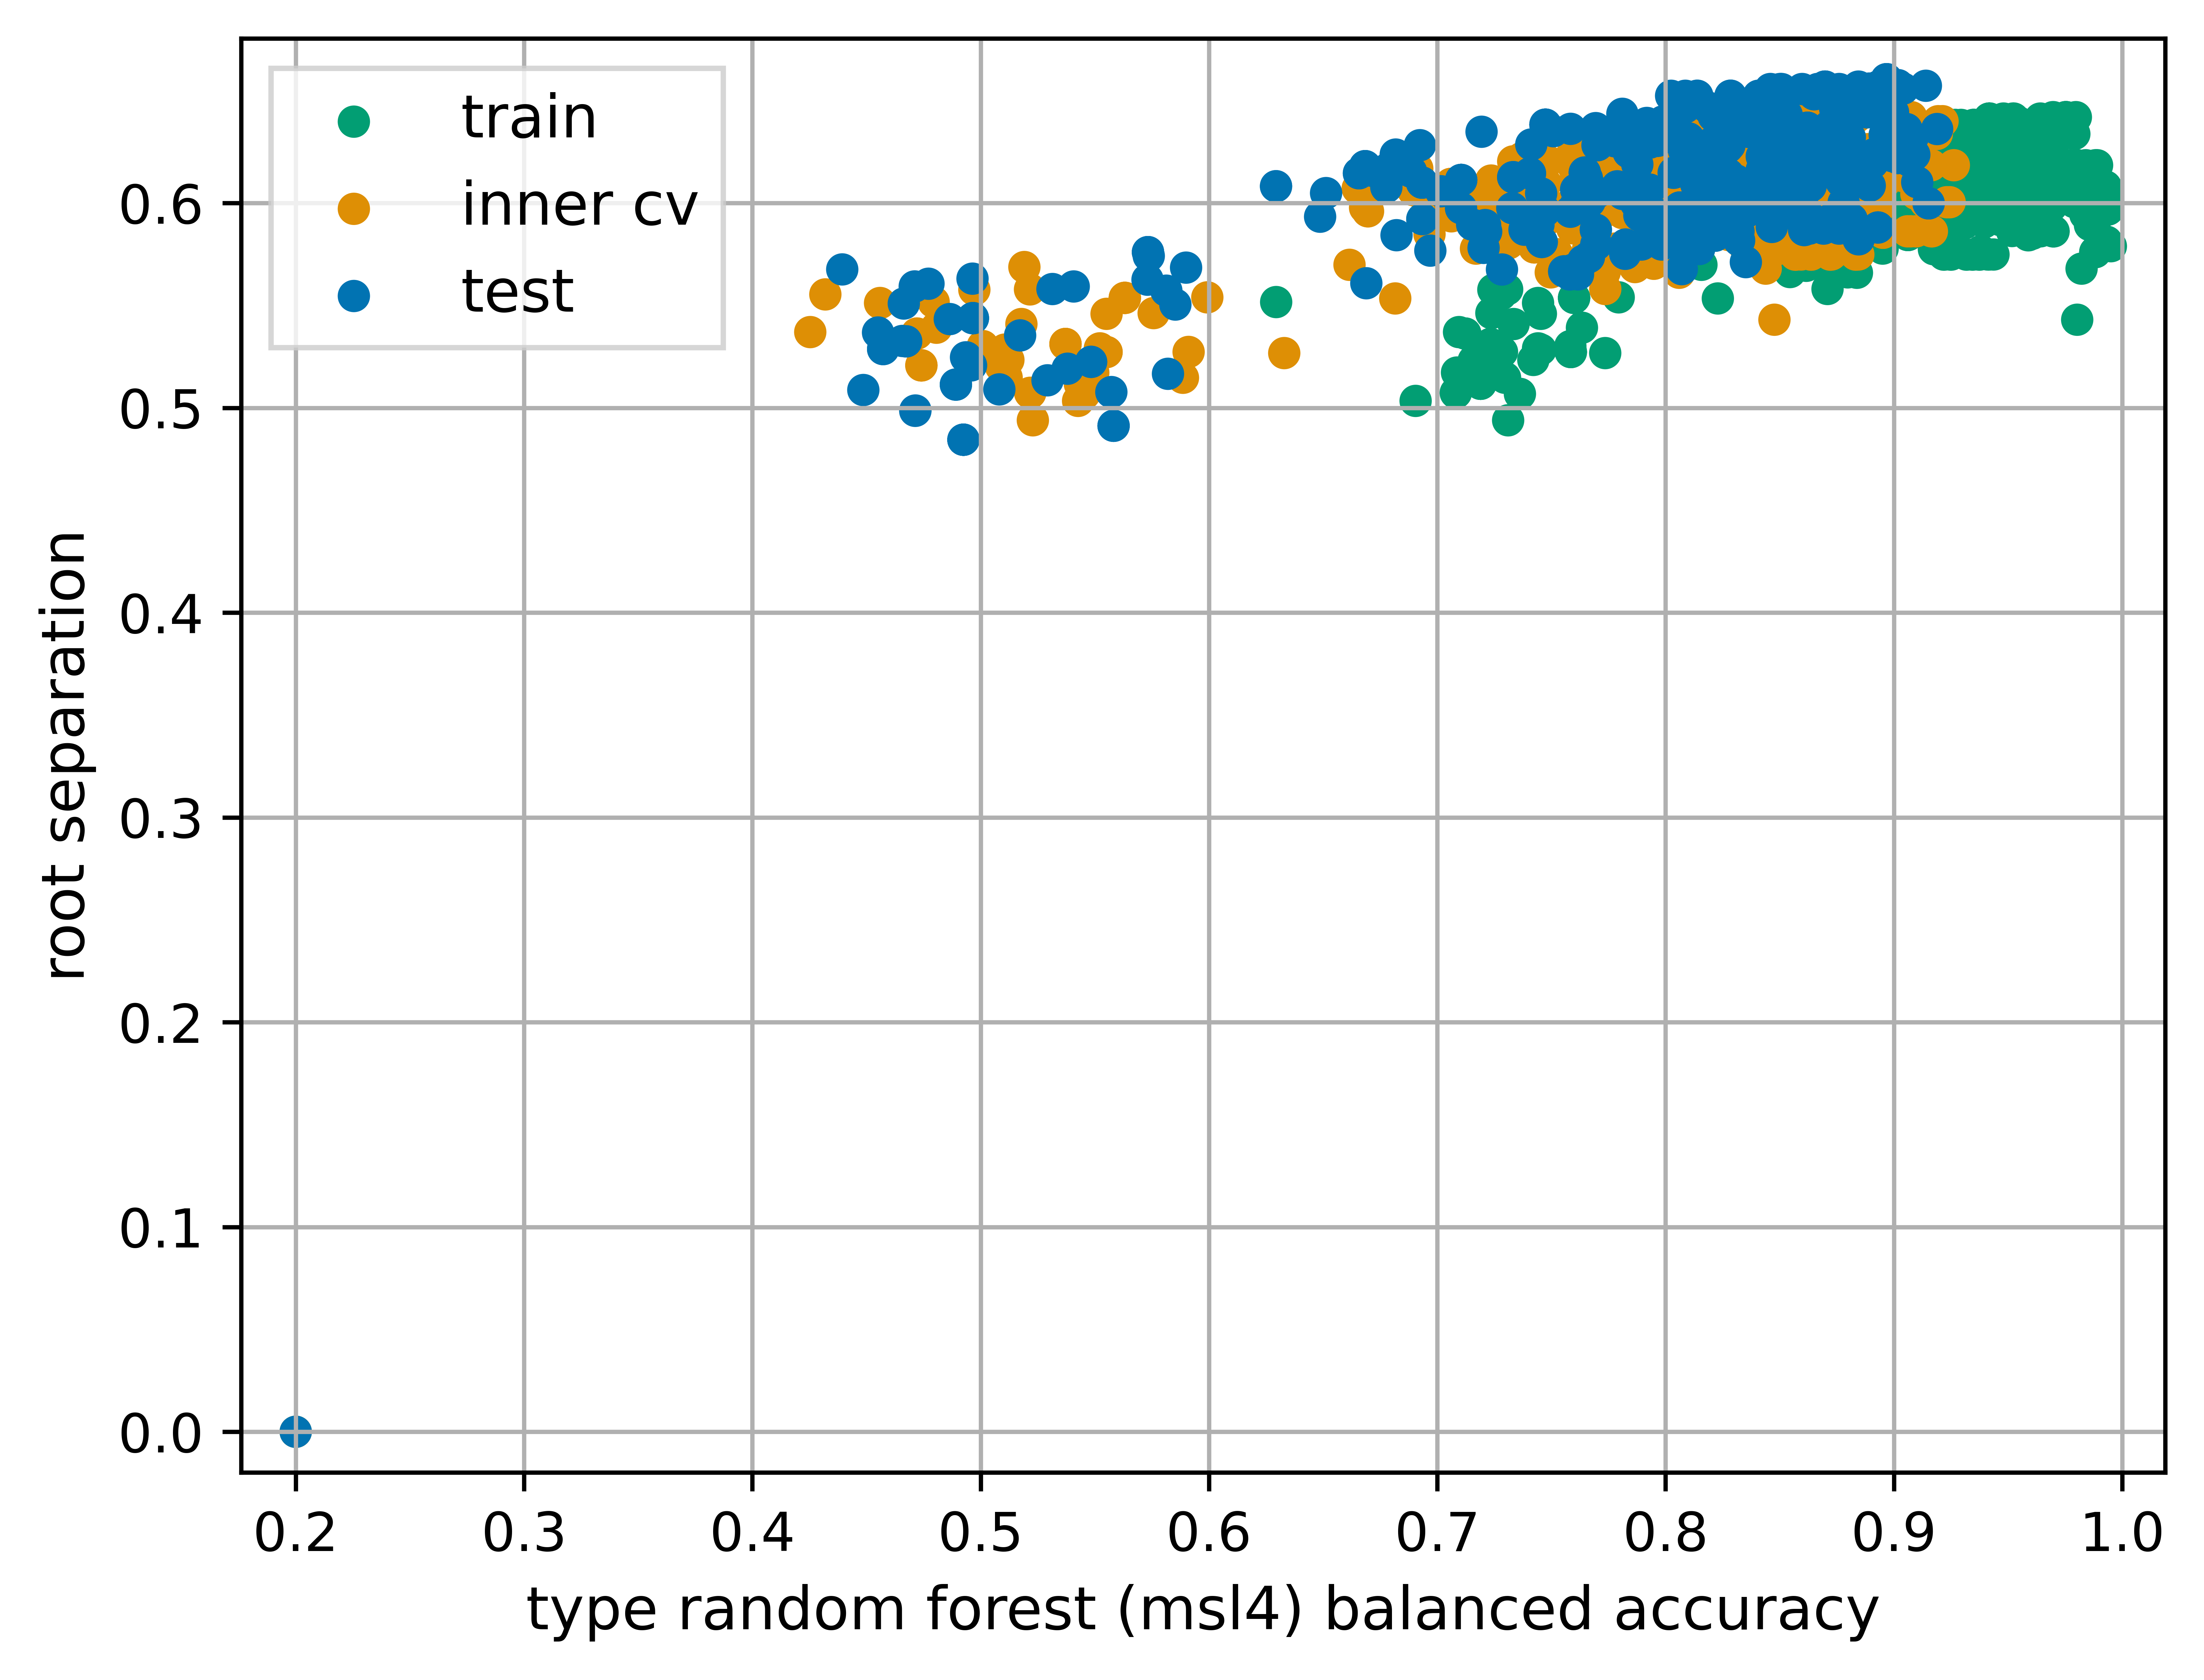 train
inner cv
test
0.6
0.5
0.4
0.3
0.2
0.1
0.0
root separation
0.2 0.3 0.4 0.5 0.6 0.7 0.8 0.9 1.0
type random forest (msl4) balanced accuracy